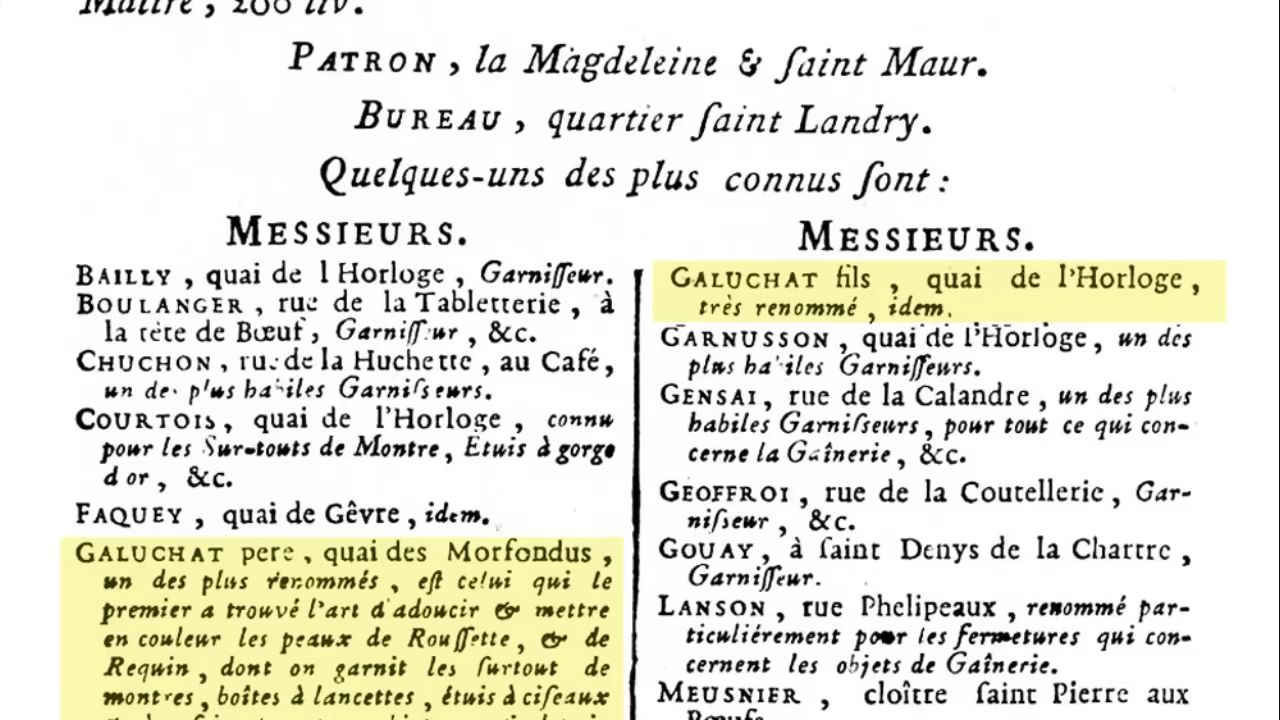 Maître, 200 liv.
PATRON, la Magdeleine & ſaint Maur.
BUREAU, quartier ſaint Landry.
Quelques-uns des plus connus ſont :
MESSIEURS.
BAILLY, quai de l Horloge, Garniſſeur.
BOULANGER, rue de la Tabletterie, à
la tête de Bœuf, Garniſſeur, &c.
CHUCHON, rue de la Huchette, au Café,
un des plus habiles Garniſseurs.
COURTOIS, quai de l'Horloge, connu
pour les Sur-touts de Montre, Etuis à gorge
d or, &c.
FAQUEY, quai de Gêvre, idem.
GALUCHAT pere, quai des Morfondus,
un des plus renommés, eſt celui qui le
premier a trouvé l'art d'adoucir & mettre
en couleur les peaux de Rouſſette, & de
Requin, dont on garnit les ſurtout de
montres, boîtes à lancettes, étuis à ciſeaux
MESSIEURS.
GALUCHAT fils, quai de l'Horloge,
très renommé, idem.
GARNUSSON, quai de l'Horloge, un des
plus habiles Garniſſeurs.
GENSAI, rue de la Calandre, un des plus
habiles Garniſseurs, pour tout ce qui con-
cerne la Gaînerie, &c.
GEOFFROI, rue de la Coutellerie, Gar-
niſseur, &c.
GOUAY, à ſaint Denys de la Chartre,
Garniſſeur.
LANSON, rue Phelipeaux, renommé par-
ticuliérement pour les fermetures qui con-
cernent les objets de Gaînerie.
MEUSNIER, cloître ſaint Pierre aux
Bœufs.